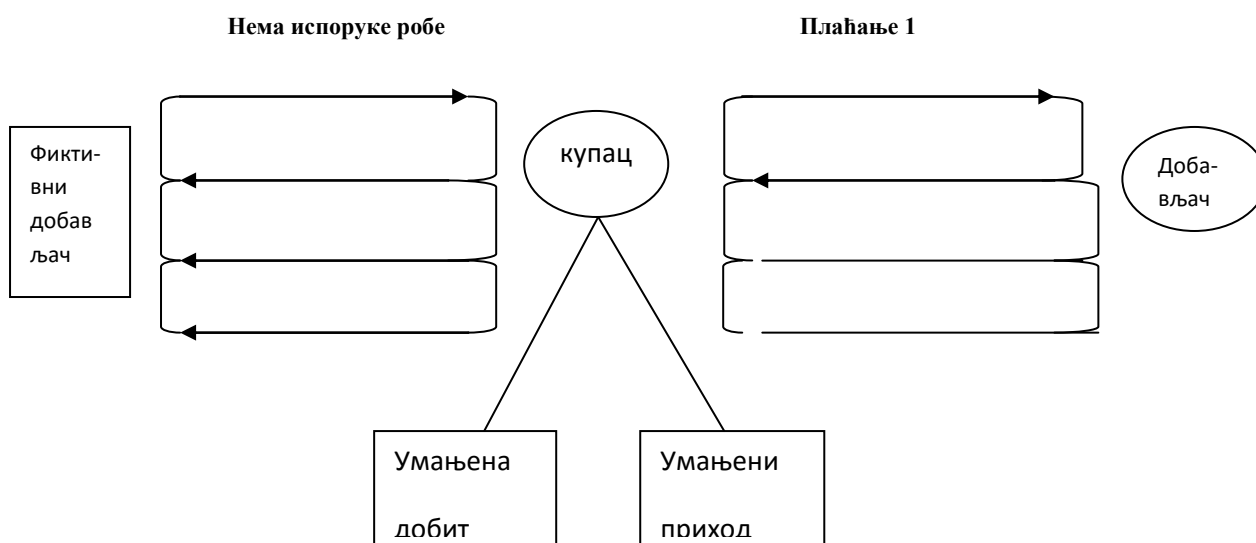 Нема испоруке робе
Плаћање 1
Фикти-
вни
добав
љач
купац
Доба-
вљач
Умањена
добит
Умањени
приход